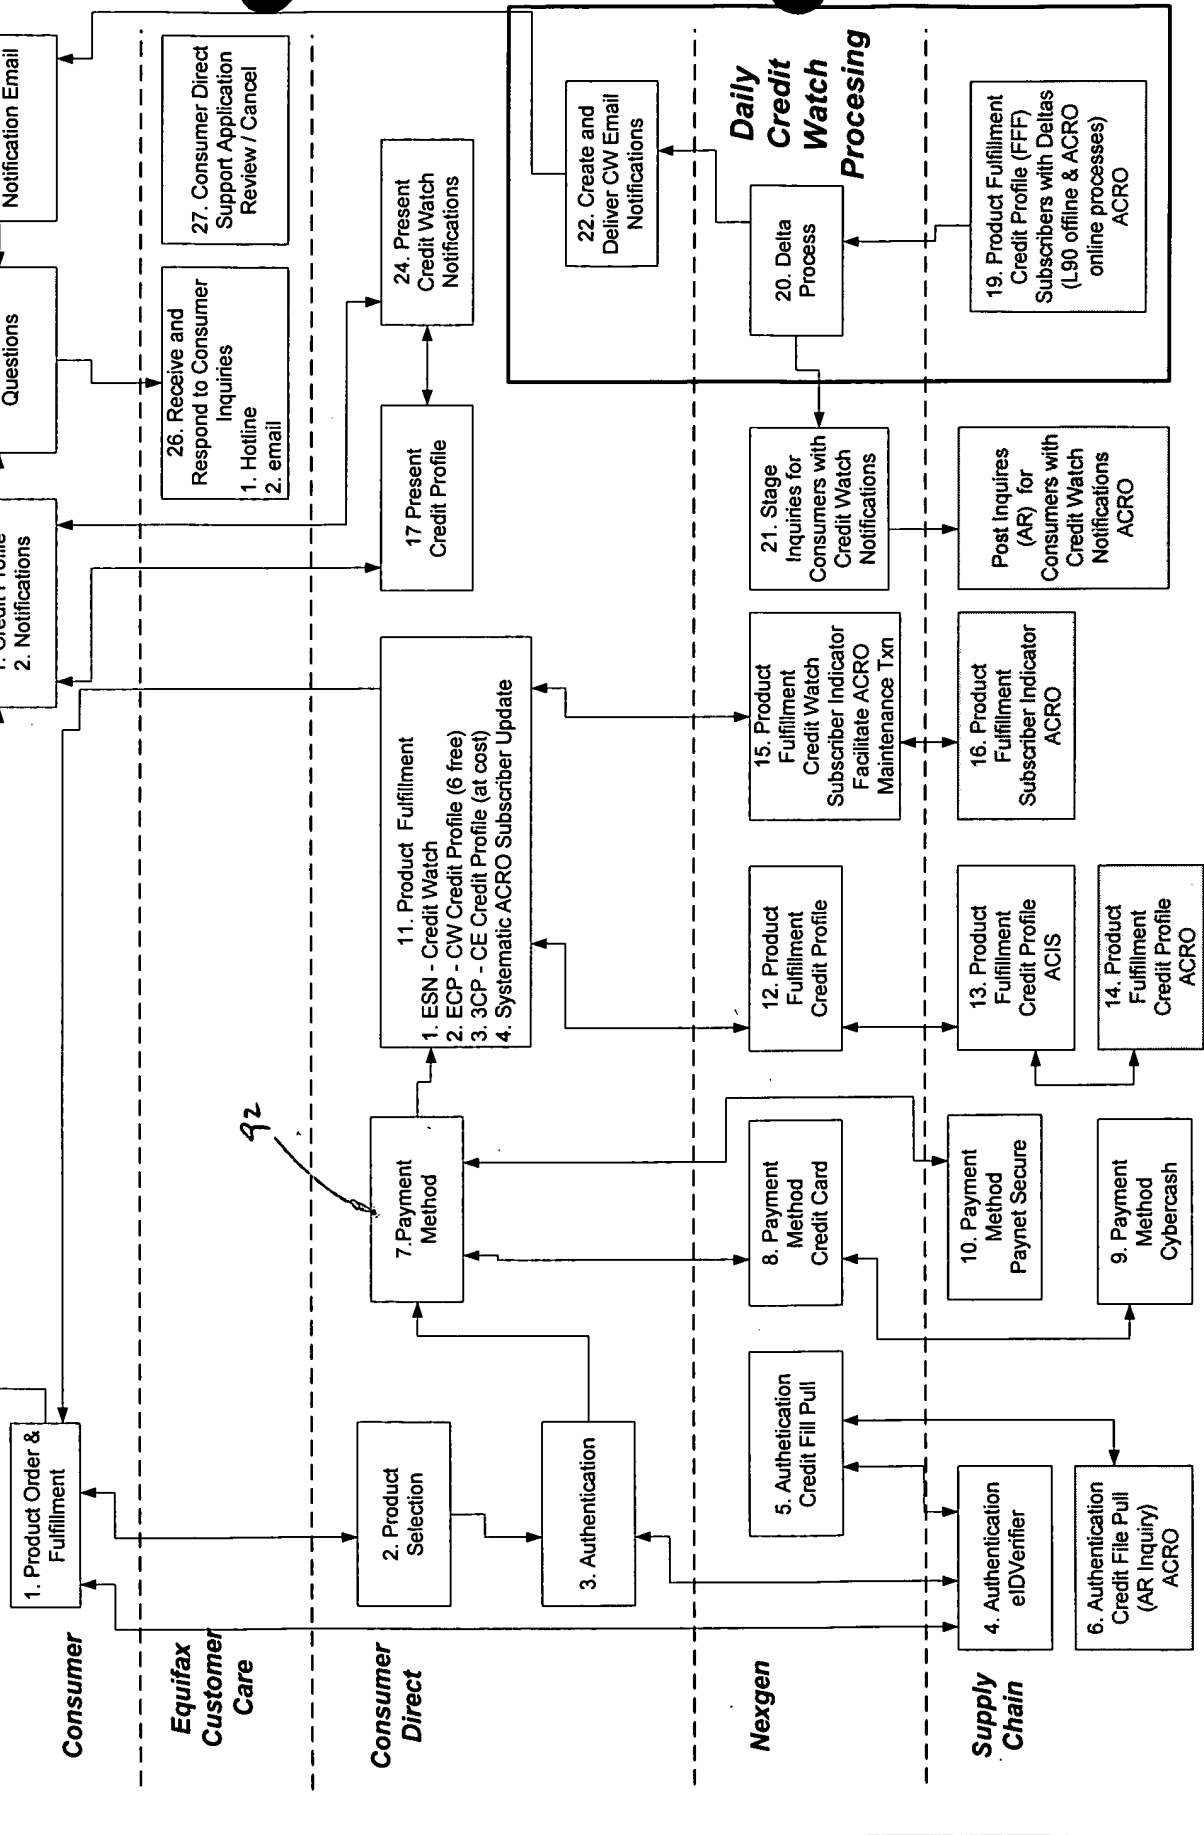 Consumer
1. Product Order &
Fulfillment
2. Notifications
Questions
Notification Email
Equifax
Customer
Care
26. Receive and
Respond to Consumer
Inquiries
1. Hotline
2. email
27. Consumer Direct
Support Application
Review / Cancel
Consumer
Direct
2. Product
Selection
3. Authentication
92
7.Payment
Method
11. Product Fulfillment
1. ESN - Credit Watch
2. ECP - CW Credit Profile (6 free)
3. 3CP - CE Credit Profile (at cost)
4. Systematic ACRO Subscriber Update
17 Present
Credit Profile
24. Present
Credit Watch
Notifications
22. Create and
Deliver CW Email
Notifications
Nexgen
5. Authetication
Credit Fill Pull
8. Payment
Method
Credit Card
12. Product
Fulfillment
Credit Profile
15. Product
Fulfillment
Credit Watch
Subscriber Indicator
Facilitate ACRO
Maintenance Txn
21. Stage
Inquiries for
Consumers with
Credit Watch
Notifications
20. Delta
Process
Daily
Credit
Watch
Procesing
Supply
Chain
4. Authentication
eIDVerifier
6. Authentication
Credit File Pull
(AR Inquiry)
ACRO
10. Payment
Method
Paynet Secure
9. Payment
Method
Cybercash
13. Product
Fulfillment
Credit Profile
ACIS
14. Product
Fulfillment
Credit Profile
ACRO
16. Product
Fulfillment
Subscriber Indicator
ACRO
Post Inquires
(AR) for
Consumers with
Credit Watch
Notifications
ACRO
19. Product Fulfillment
Credit Profile (FFF)
Subscribers with Deltas
(L90 offilne & ACRO
online processes)
ACRO